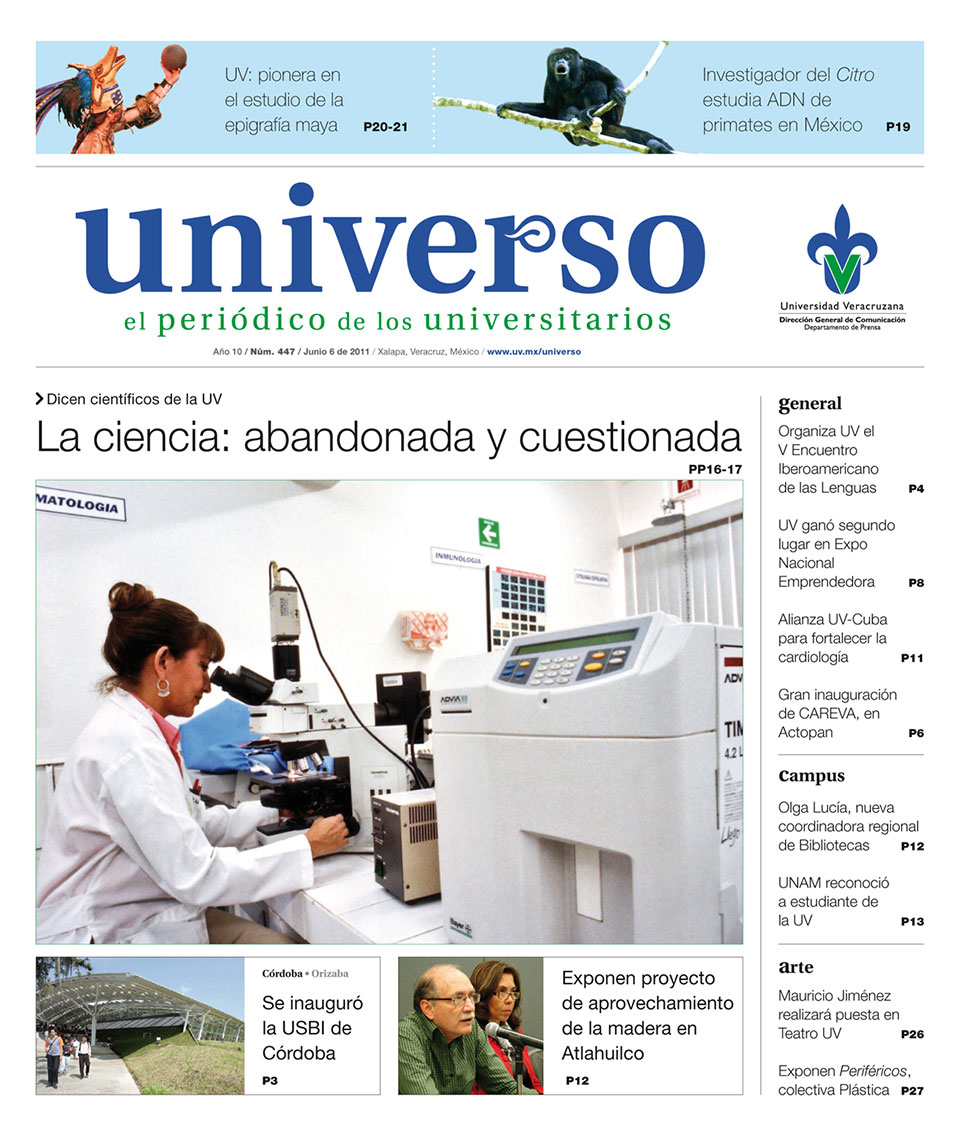 UV: pionera en
el estudio de la
epigrafía maya P20-21
Investigador del Citro
estudia ADN de
primates en México P19
universo
el periódico de los universitarios
Año 10 / Núm. 447 / Junio 6 de 2011 / Xalapa, Veracruz, México / www.uv.mx/universo
Universidad Veracruzana
Dirección General de Comunicación
Departamento de Prensa
Dicen científicos de la UV
La ciencia: abandonada y cuestionada
PP16-17
MATOLOGIA
INMUNOLOGIA
ADVIA
ADVI
TIM
4.2 L
Bayer
Córdoba • Orizaba
Se inauguró
la USBI de
Córdoba
P3
Exponen proyecto
de aprovechamiento
de la madera en
Atlahuilco
P12
general
Organiza UV el
V Encuentro
Iberoamericano
de las Lenguas P4
UV ganó segundo
lugar en Expo
Nacional
Emprendedora P8
Alianza UV-Cuba
para fortalecer la
cardiología P11
Gran inauguración
de CAREVA, en
Actopan P6
campus
Olga Lucía, nueva
coordinadora regional
de Bibliotecas P12
UNAM reconoció
a estudiante de
la UV P13
arte
Mauricio Jiménez
realizará puesta en
Teatro UV P26
Exponen Periféricos,
colectiva Plástica P27